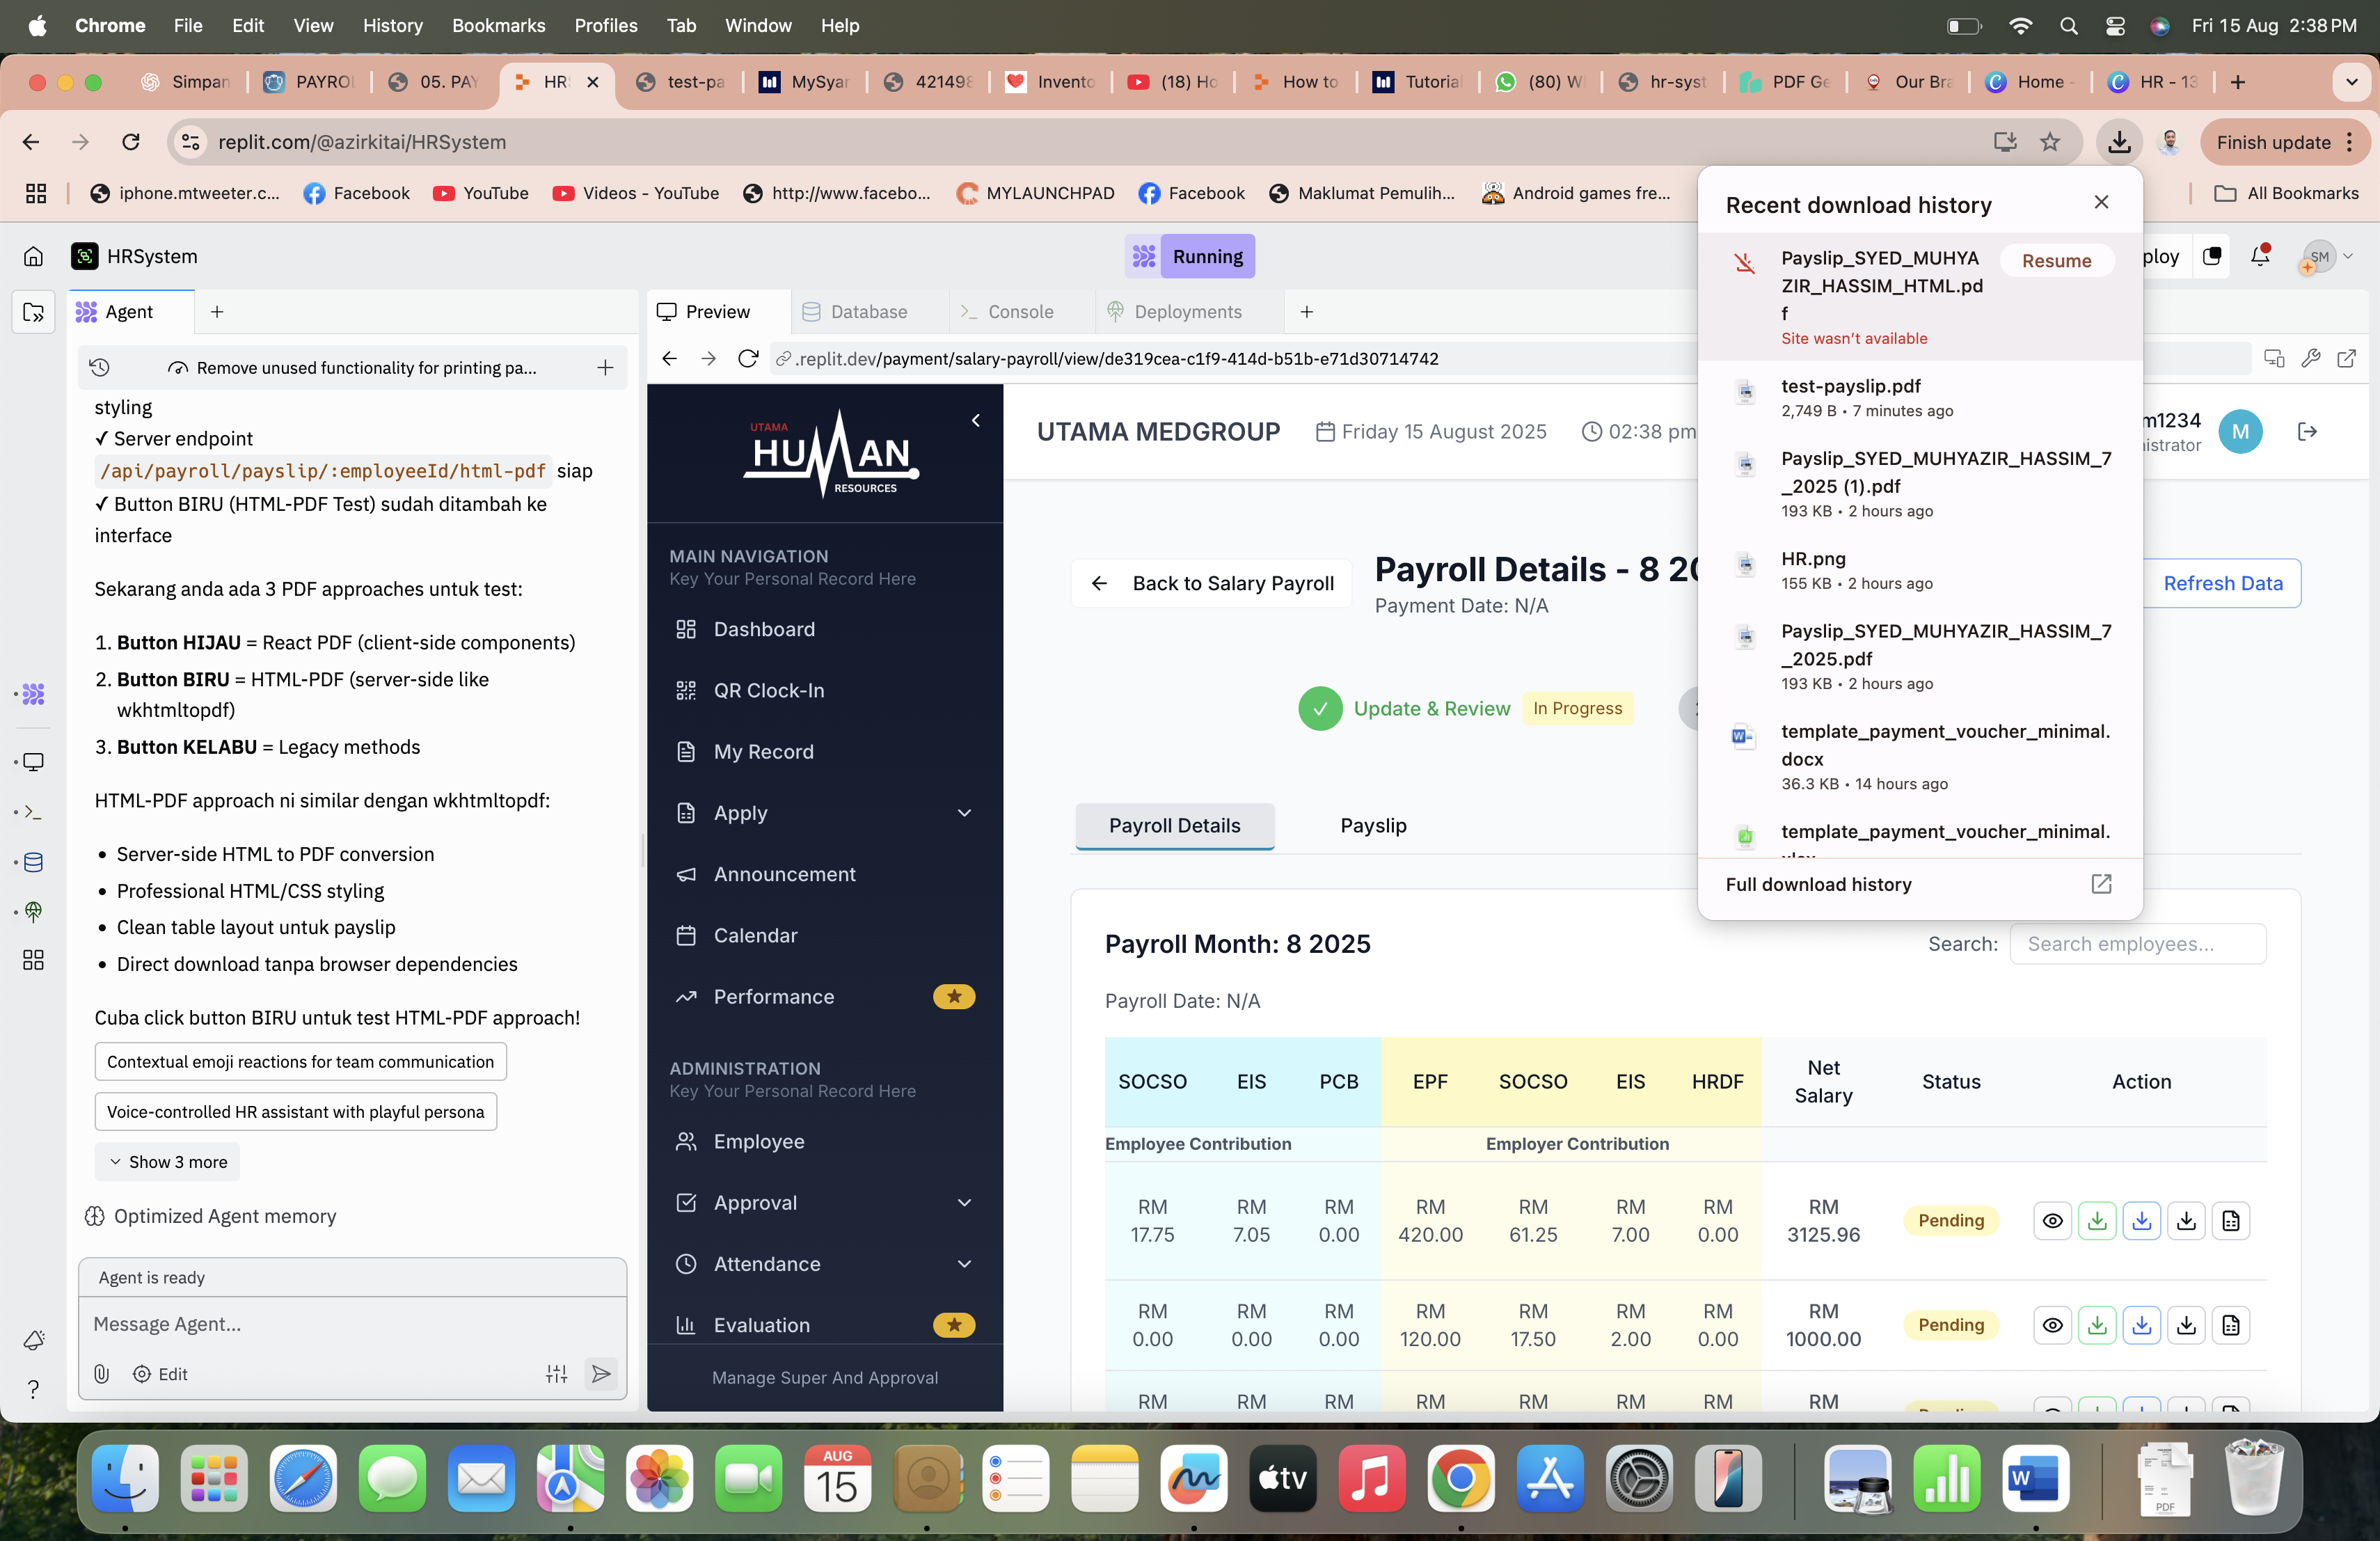 Chrome File Edit View History Bookmarks Profiles Tab Window Help
Fri 15 Aug 2:38 PM
Simpan
PAYROL
05. PAY
HR
test-pa
MySyar
421498
Invento
(18) Ho
How to
Tutorial
(80) W
hr-syst
PDF Ge
Our Bra
Home -
HR - 13
replit.com/@azirkitai/HRSystem
Finish update
iphone.mtweeter.c...
Facebook
YouTube
Videos - YouTube
http://www.facebo...
MYLAUNCHPAD
Facebook
Maklumat Pemulih...
Android games fre...
All Bookmarks
HRSystem
Running
ploy
SM
Agent
Remove unused functionality for printing pa...
styling
✓ Server endpoint
/api/payroll/payslip/:employeeId/html-pdf siap
✓ Button BIRU (HTML-PDF Test) sudah ditambah ke
interface
Sekarang anda ada 3 PDF approaches untuk test:
1. Button HIJAU = React PDF (client-side components)
2. Button BIRU = HTML-PDF (server-side like
wkhtmltopdf)
3. Button KELABU = Legacy methods
HTML-PDF approach ni similar dengan wkhtmltopdf:
• Server-side HTML to PDF conversion
• Professional HTML/CSS styling
• Clean table layout untuk payslip
• Direct download tanpa browser dependencies
Cuba click button BIRU untuk test HTML-PDF approach!
Contextual emoji reactions for team communication
Voice-controlled HR assistant with playful persona
Show 3 more
Optimized Agent memory
Agent is ready
Message Agent...
Edit
Preview
Database
Console
Deployments
.replit.dev/payment/salary-payroll/view/de319cea-c1f9-414d-b51b-e71d30714742
UTAMA
HUMAN
RESOURCES
MAIN NAVIGATION
Key Your Personal Record Here
Dashboard
QR Clock-In
My Record
Apply
Announcement
Calendar
Performance
ADMINISTRATION
Key Your Personal Record Here
Employee
Approval
Attendance
Evaluation
Manage Super And Approval
UTAMA MEDGROUP
Friday 15 August 2025
02:38 pm
m1234
istrator
M
Back to Salary Payroll
Payroll Details - 8 20
Payment Date: N/A
Refresh Data
Update & Review
In Progress
Payroll Details
Payslip
Payroll Month: 8 2025
Search:
Search employees...
Payroll Date: N/A
SOCSO EIS PCB EPF SOCSO EIS HRDF Net Salary Status Action
Employee Contribution Employer Contribution
RM RM RM RM RM RM RM RM
17.75 7.05 0.00 420.00 61.25 7.00 0.00 3125.96
Pending
RM RM RM RM RM RM RM RM
0.00 0.00 0.00 120.00 17.50 2.00 0.00 1000.00
Pending
RM RM RM RM RM RM RM RM
Recent download history
Payslip_SYED_MUHYA
ZIR_HASSIM_HTML.pd
f
Site wasn't available
Resume
test-payslip.pdf
2,749 B • 7 minutes ago
Payslip_SYED_MUHYAZIR_HASSIM_7
_2025 (1).pdf
193 KB • 2 hours ago
HR.png
155 KB • 2 hours ago
Payslip_SYED_MUHYAZIR_HASSIM_7
_2025.pdf
193 KB • 2 hours ago
template_payment_voucher_minimal.
docx
36.3 KB • 14 hours ago
template_payment_voucher_minimal.
Full download history
AUG
15
tv
W
PDF